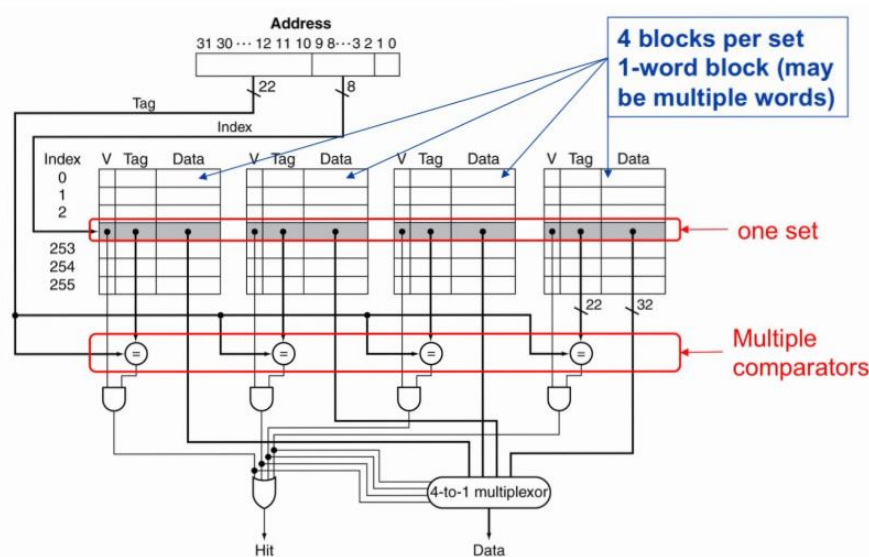 Address
31 30 ··· 12 11 10 9 8···3 2 1 0
4 blocks per set
1-word block (may
be multiple words)
22
8
Tag
Index
Index
V Tag Data
V Tag Data
V Tag Data
V Tag Data
0
1
2
253
254
255
one set
22
32
=
=
=
=
Multiple
comparators
4-to-1 multiplexor
Hit
Data